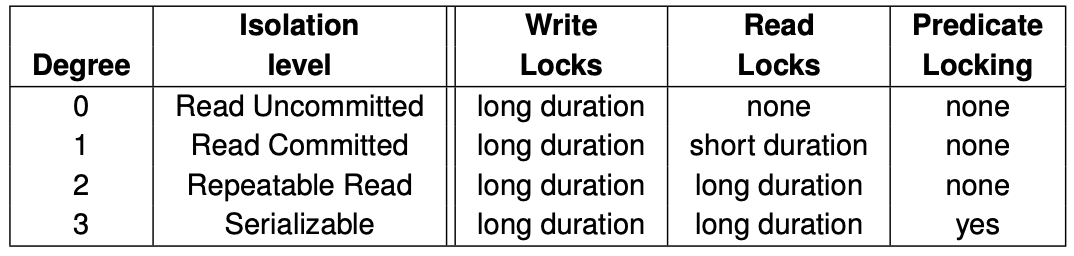 Degree Isolation level Write Locks Read Locks Predicate Locking
0 Read Uncommitted long duration none none
1 Read Committed long duration short duration none
2 Repeatable Read long duration long duration none
3 Serializable long duration long duration yes